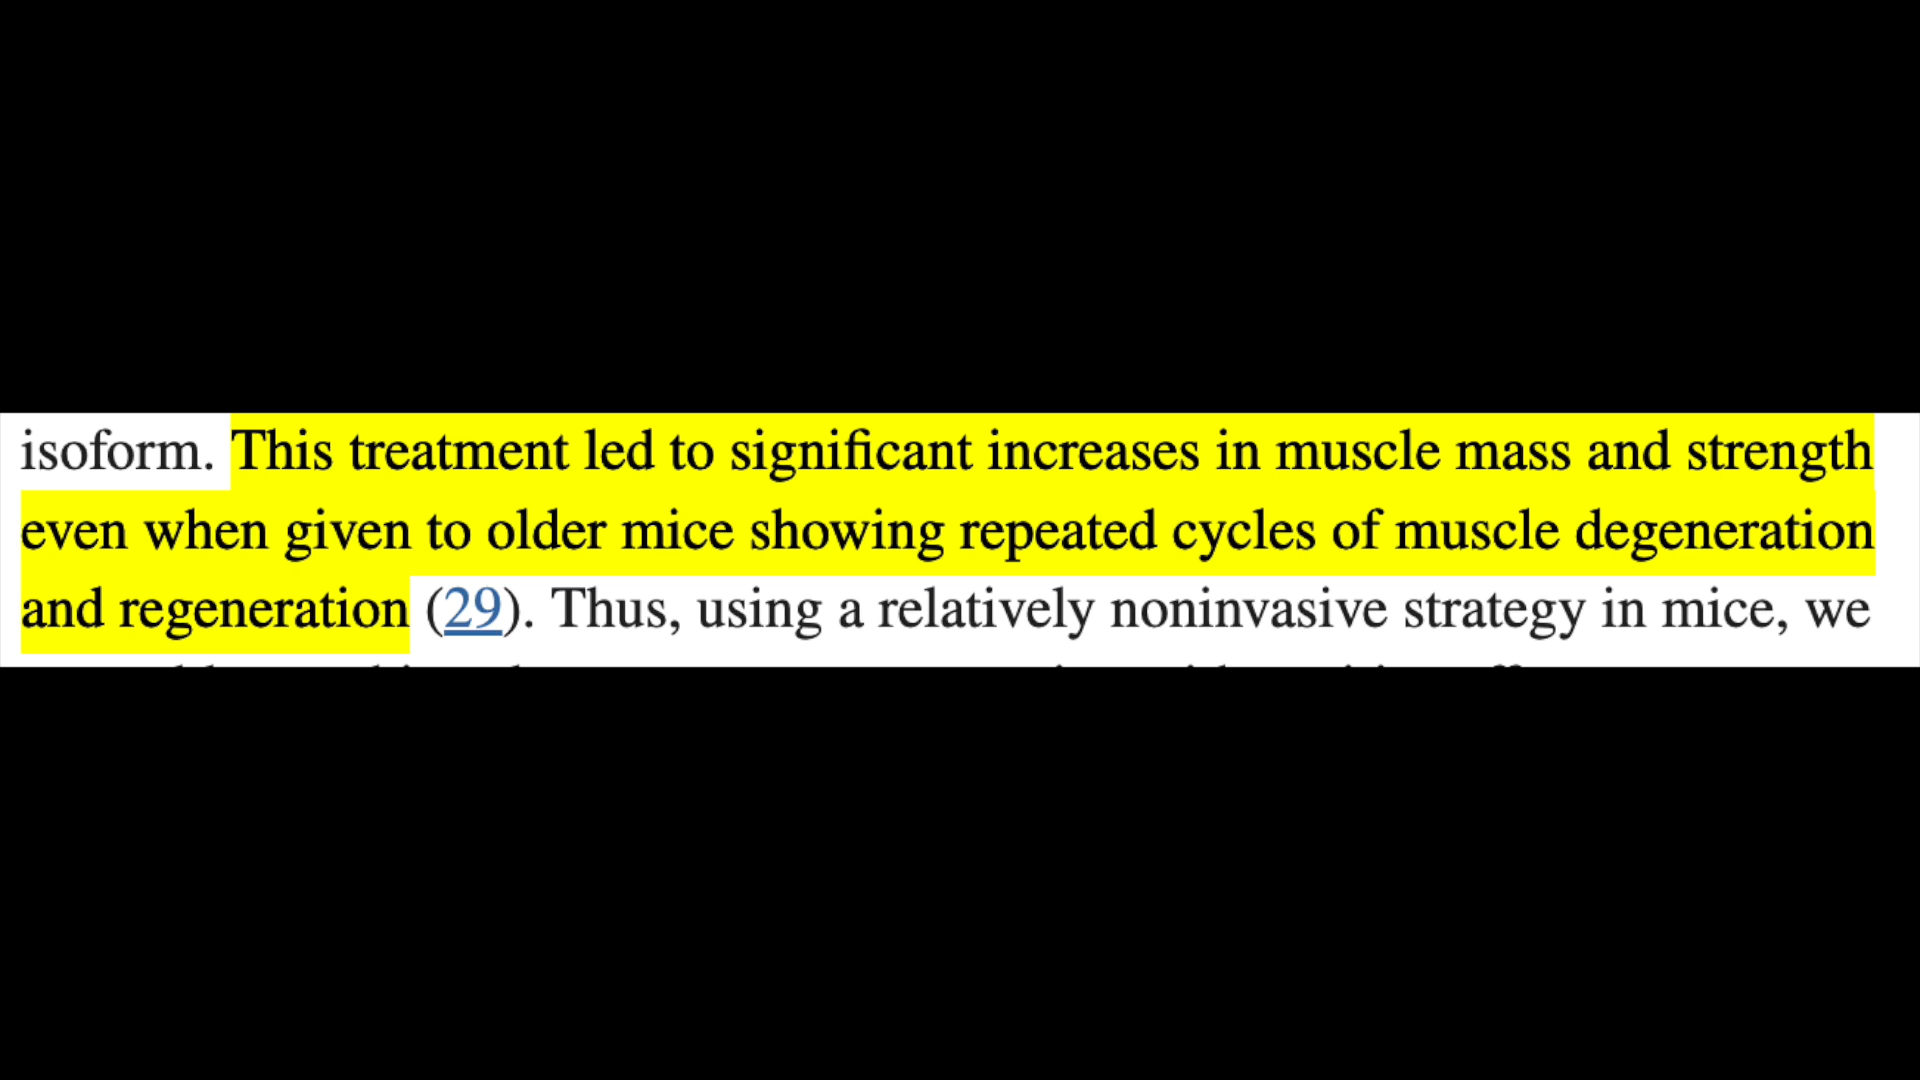 isoform. This treatment led to significant increases in muscle mass and strength
even when given to older mice showing repeated cycles of muscle degeneration
and regeneration (29). Thus, using a relatively noninvasive strategy in mice, we